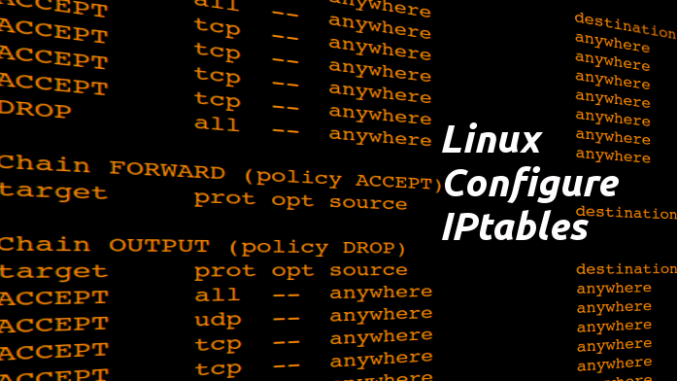 all -- anywhere destination
ACCEPT tcp -- anywhere anywhere
ACCEPT tcp -- anywhere anywhere
ACCEPT tcp -- anywhere anywhere
ACCEPT tcp -- anywhere anywhere
DROP all -- anywhere anywhere
anywhere
anywhere
Chain FORWARD (policy ACCEPT)
target prot opt source destination
Chain OUTPUT (policy DROP)
target prot opt source destination
ACCEPT all -- anywhere anywhere
ACCEPT udp -- anywhere anywhere
ACCEPT tcp -- anywhere anywhere
ACCEPT tcp -- anywhere anywhere
anywhere
Linux
Configure
IPtables